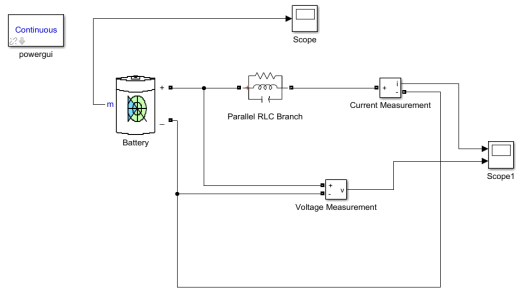 Continuous
powergui
Scope
m
+
_
Battery
Parallel RLC Branch
+
i
-
Current Measurement
Scope1
+
-
v
Voltage Measurement